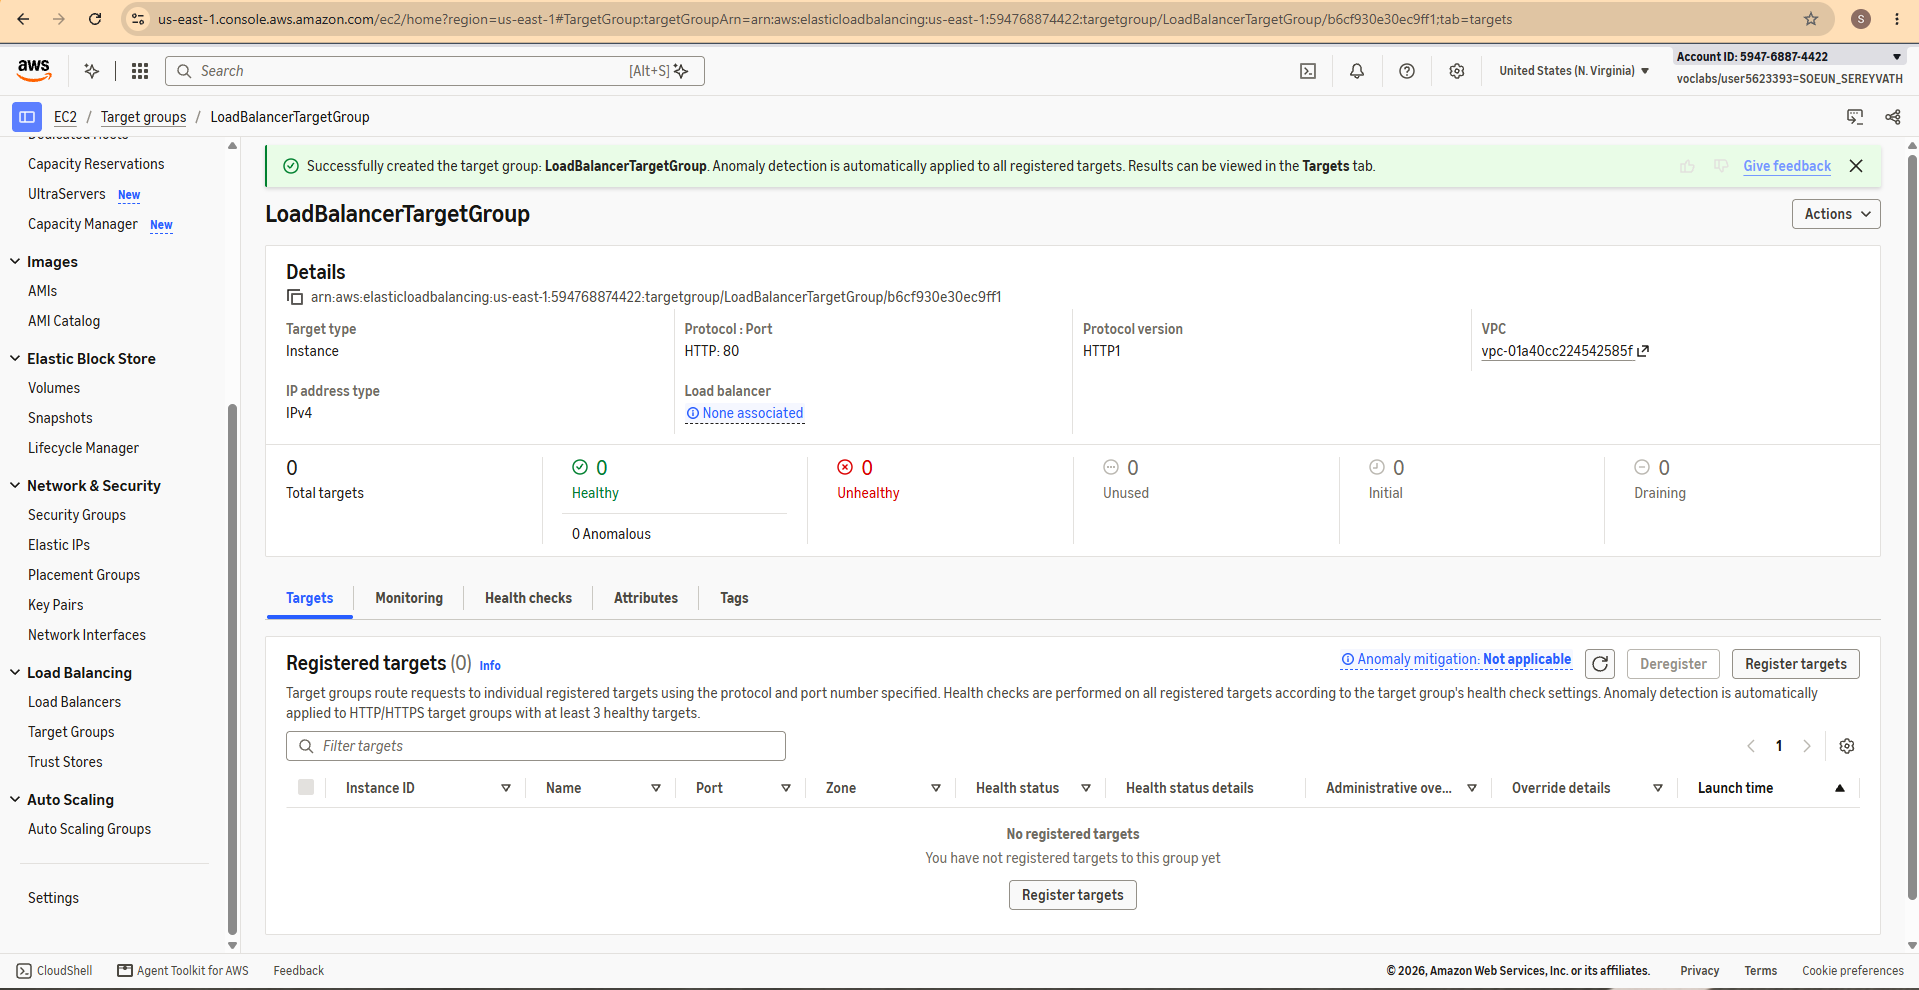 us-east-1.console.aws.amazon.com/ec2/home?region=us-east-1#TargetGroup:targetGroupArn=arn:aws:elasticloadbalancing:us-east-1:594768874422:targetgroup/LoadBalancerTargetGroup/b6cf930e30ec9ff1;tab=targets
S
aws
Search
[Alt+S]
United States (N. Virginia)
Account ID: 5947-6887-4422
voclabs/user5623393=SOEUN_SEREYVATH
EC2 / Target groups / LoadBalancerTargetGroup
Capacity Reservations
UltraServers New
Capacity Manager New
Images
AMIs
AMI Catalog
Elastic Block Store
Volumes
Snapshots
Lifecycle Manager
Network & Security
Security Groups
Elastic IPs
Placement Groups
Key Pairs
Network Interfaces
Load Balancing
Load Balancers
Target Groups
Trust Stores
Auto Scaling
Auto Scaling Groups
Settings
Successfully created the target group: LoadBalancerTargetGroup. Anomaly detection is automatically applied to all registered targets. Results can be viewed in the Targets tab.
Give feedback
LoadBalancerTargetGroup
Actions
Details
arn:aws:elasticloadbalancing:us-east-1:594768874422:targetgroup/LoadBalancerTargetGroup/b6cf930e30ec9ff1
Target type
Instance
Protocol : Port
HTTP: 80
Protocol version
HTTP1
VPC
vpc-01a40cc224542585f
IP address type
IPv4
Load balancer
None associated
0
Total targets
0
Healthy
0 Anomalous
0
Unhealthy
0
Unused
0
Initial
0
Draining
Targets
Monitoring
Health checks
Attributes
Tags
Registered targets (0) Info
Anomaly mitigation: Not applicable
Deregister
Register targets
Target groups route requests to individual registered targets using the protocol and port number specified. Health checks are performed on all registered targets according to the target group's health check settings. Anomaly detection is automatically
applied to HTTP/HTTPS target groups with at least 3 healthy targets.
Filter targets
1
Instance ID
Name
Port
Zone
Health status
Health status details
Administrative ove...
Override details
Launch time
No registered targets
You have not registered targets to this group yet
Register targets
CloudShell
Agent Toolkit for AWS
Feedback
© 2026, Amazon Web Services, Inc. or its affiliates.
Privacy
Terms
Cookie preferences